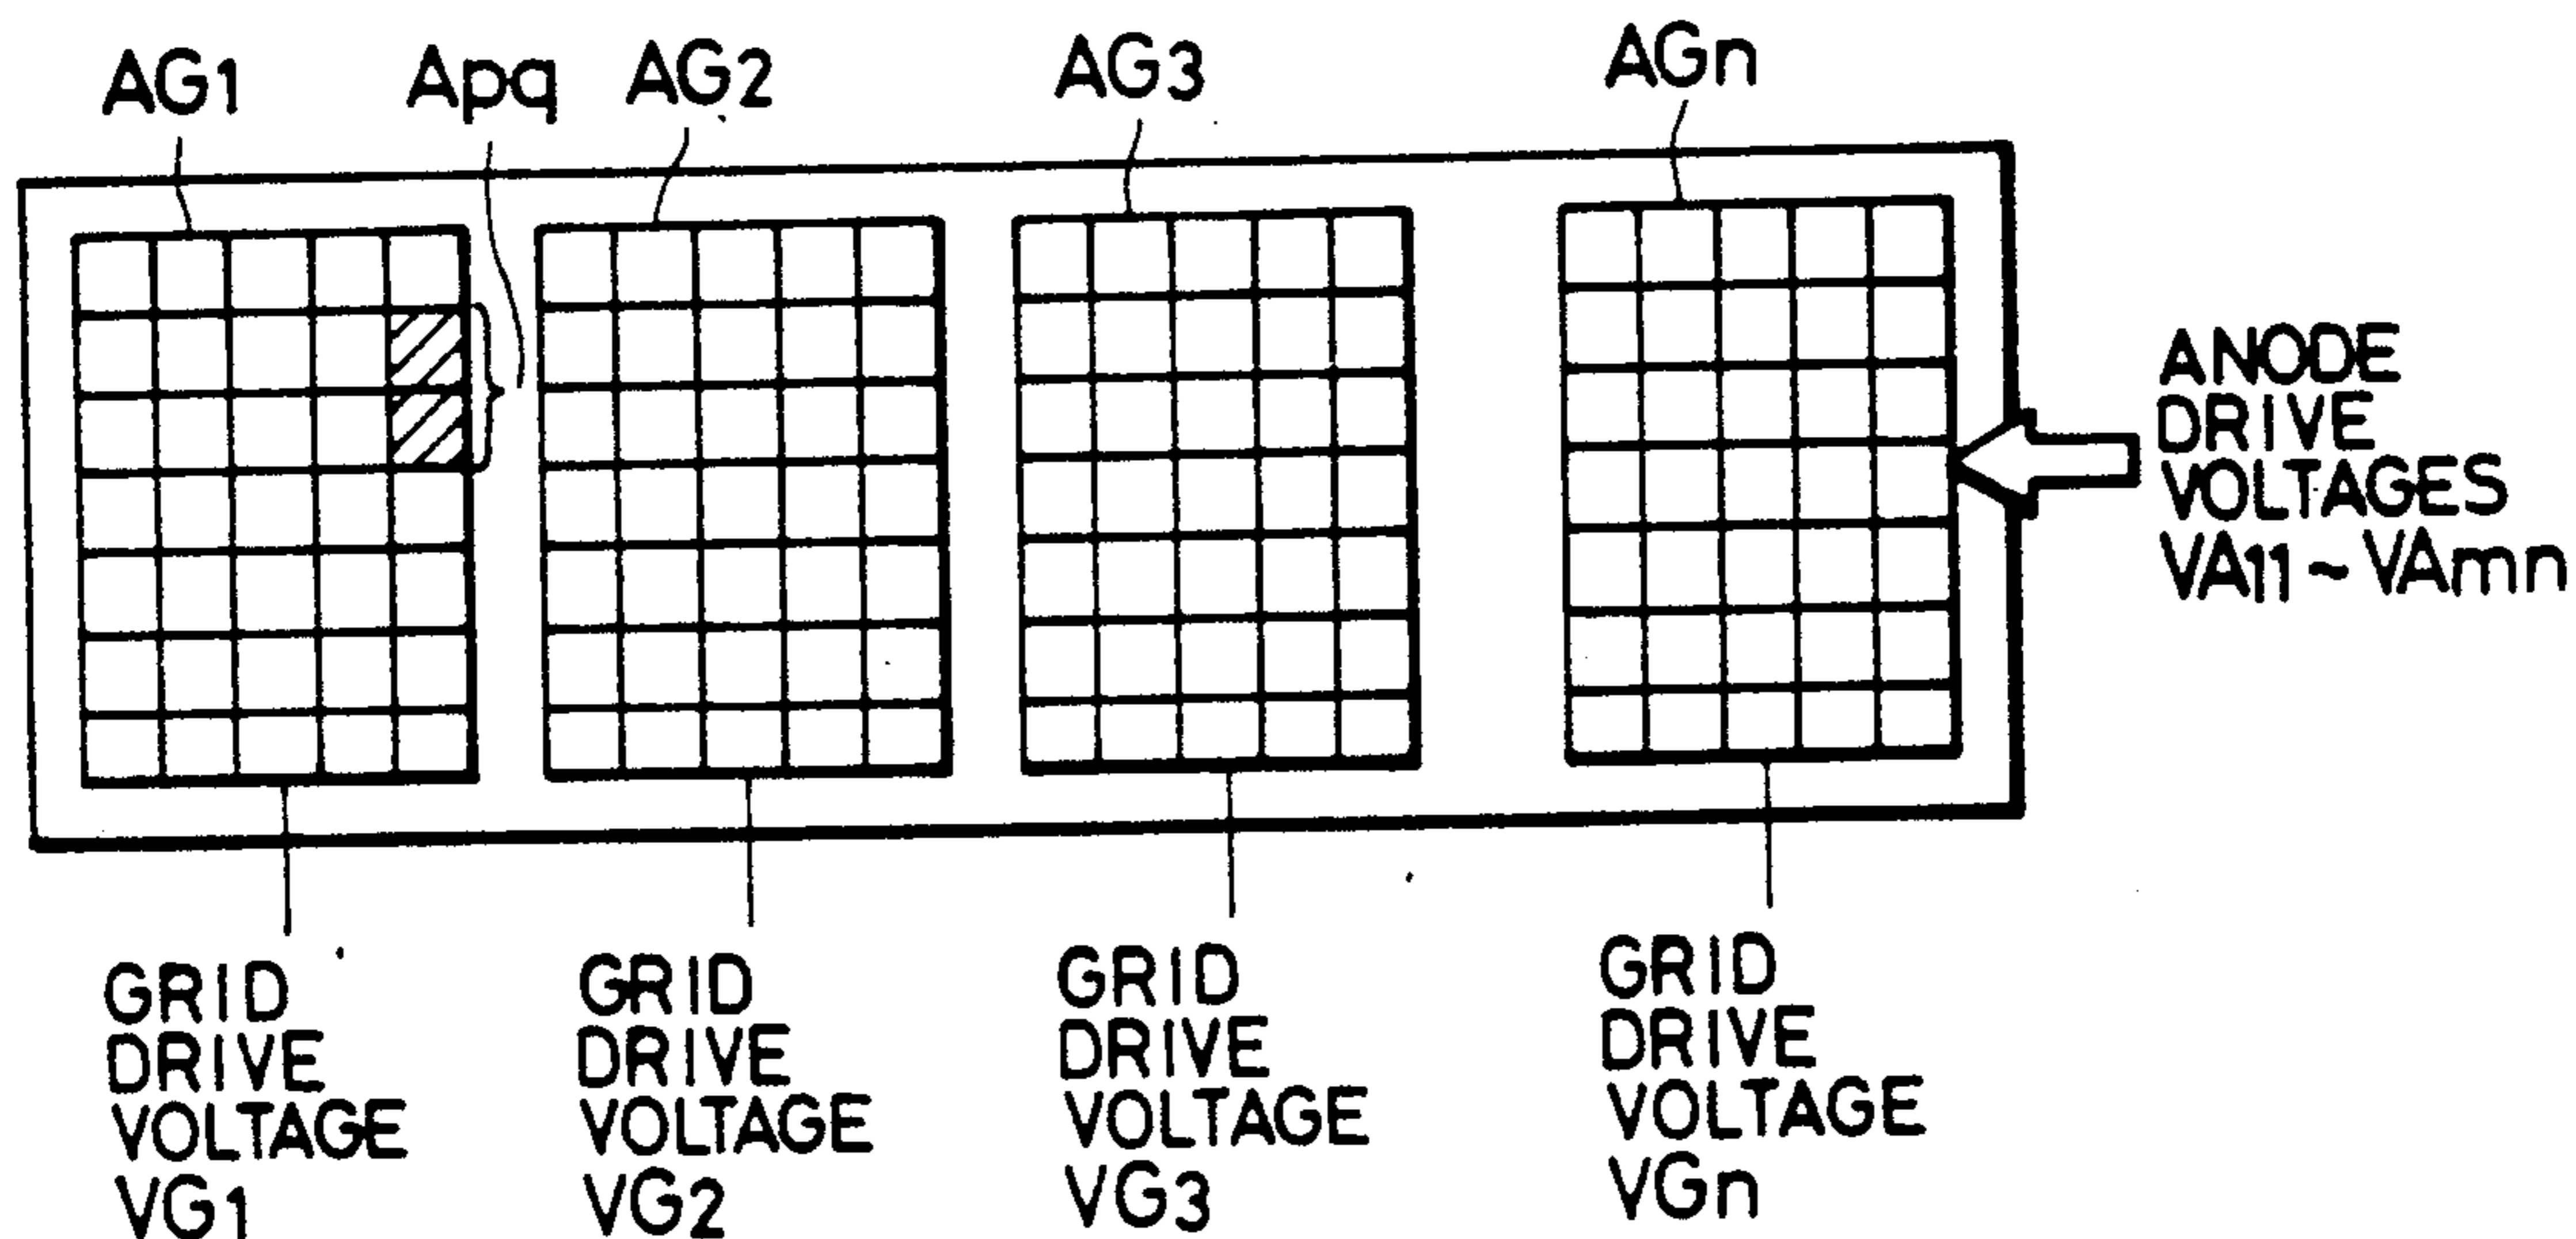 AG1 Apq AG2 AG3 AGn
ANODE
DRIVE
VOLTAGES
VA11 ~ VAmn
GRID
DRIVE
VOLTAGE
VG1
GRID
DRIVE
VOLTAGE
VG2
GRID
DRIVE
VOLTAGE
VG3
GRID
DRIVE
VOLTAGE
VGn